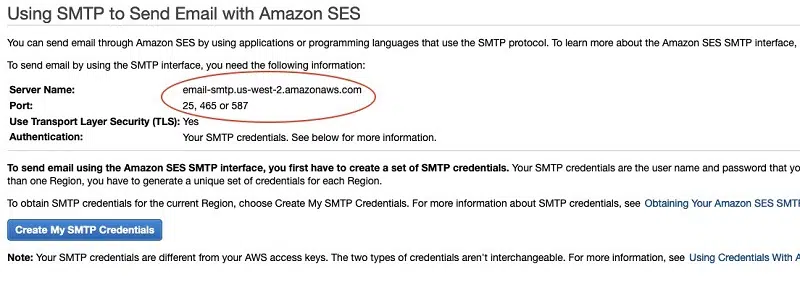 Using SMTP to Send Email with Amazon SES
You can send email through Amazon SES by using applications or programming languages that use the SMTP protocol. To learn more about the Amazon SES SMTP interface,
To send email by using the SMTP interface, you need the following information:
Server Name: email-smtp.us-west-2.amazonaws.com
Port: 25, 465 or 587
Use Transport Layer Security (TLS): Yes
Authentication: Your SMTP credentials. See below for more information.
To send email using the Amazon SES SMTP interface, you first have to create a set of SMTP credentials. Your SMTP credentials are the user name and password that yo
than one Region, you have to generate a unique set of credentials for each Region.
To obtain SMTP credentials for the current Region, choose Create My SMTP Credentials. For more information about SMTP credentials, see Obtaining Your Amazon SES SMT
Create My SMTP Credentials
Note: Your SMTP credentials are different from your AWS access keys. The two types of credentials aren't interchangeable. For more information, see Using Credentials With A